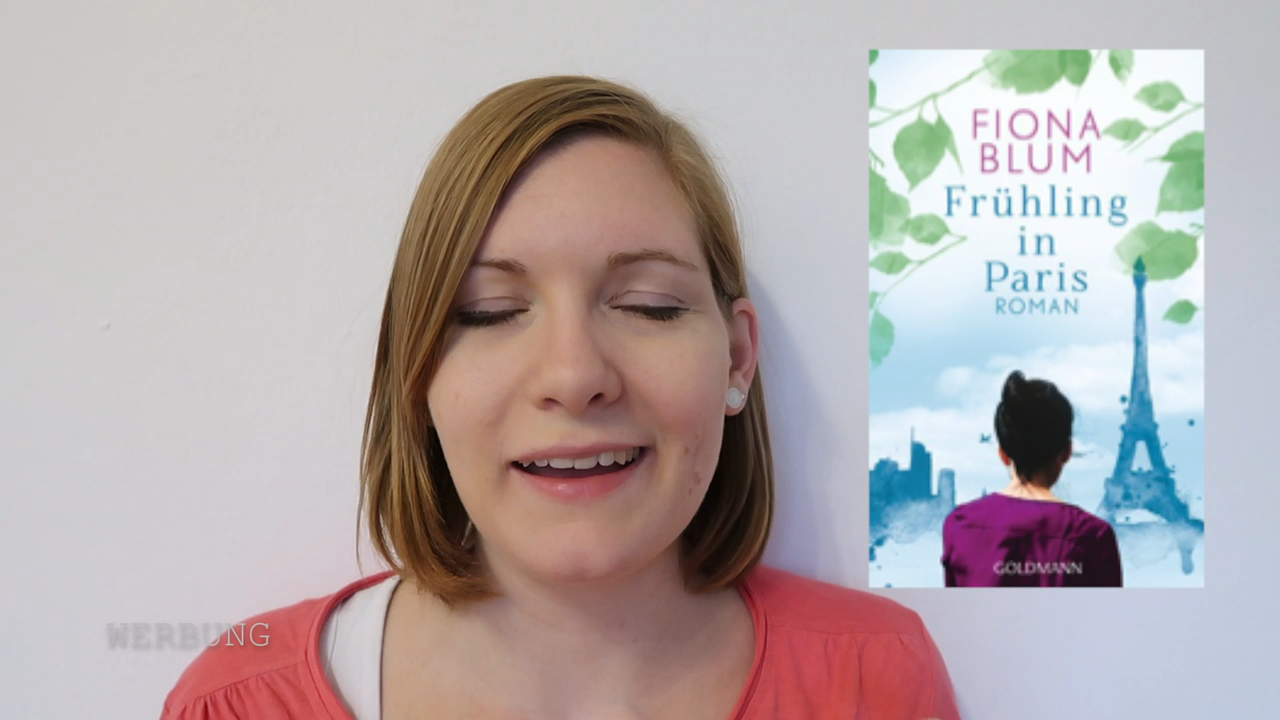 FIONA
BLUM
Frühling
in
Paris
ROMAN
GOLDMANN
WERBUNG